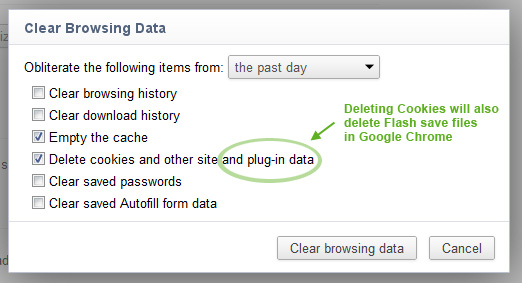 Clear Browsing Data
Obliterate the following items from: the past day
Clear browsing history
Clear download history
Empty the cache
Delete cookies and other site and plug-in data
Clear saved passwords
Clear saved Autofill form data
Deleting Cookies will also
delete Flash save files
in Google Chrome
Clear browsing data Cancel